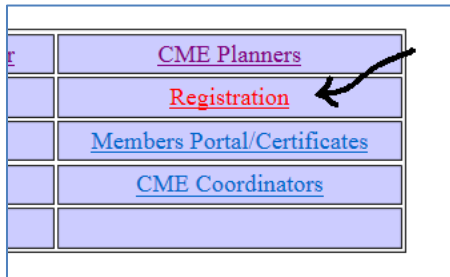 r
CME Planners
Registration
Members Portal/Certificates
CME Coordinators